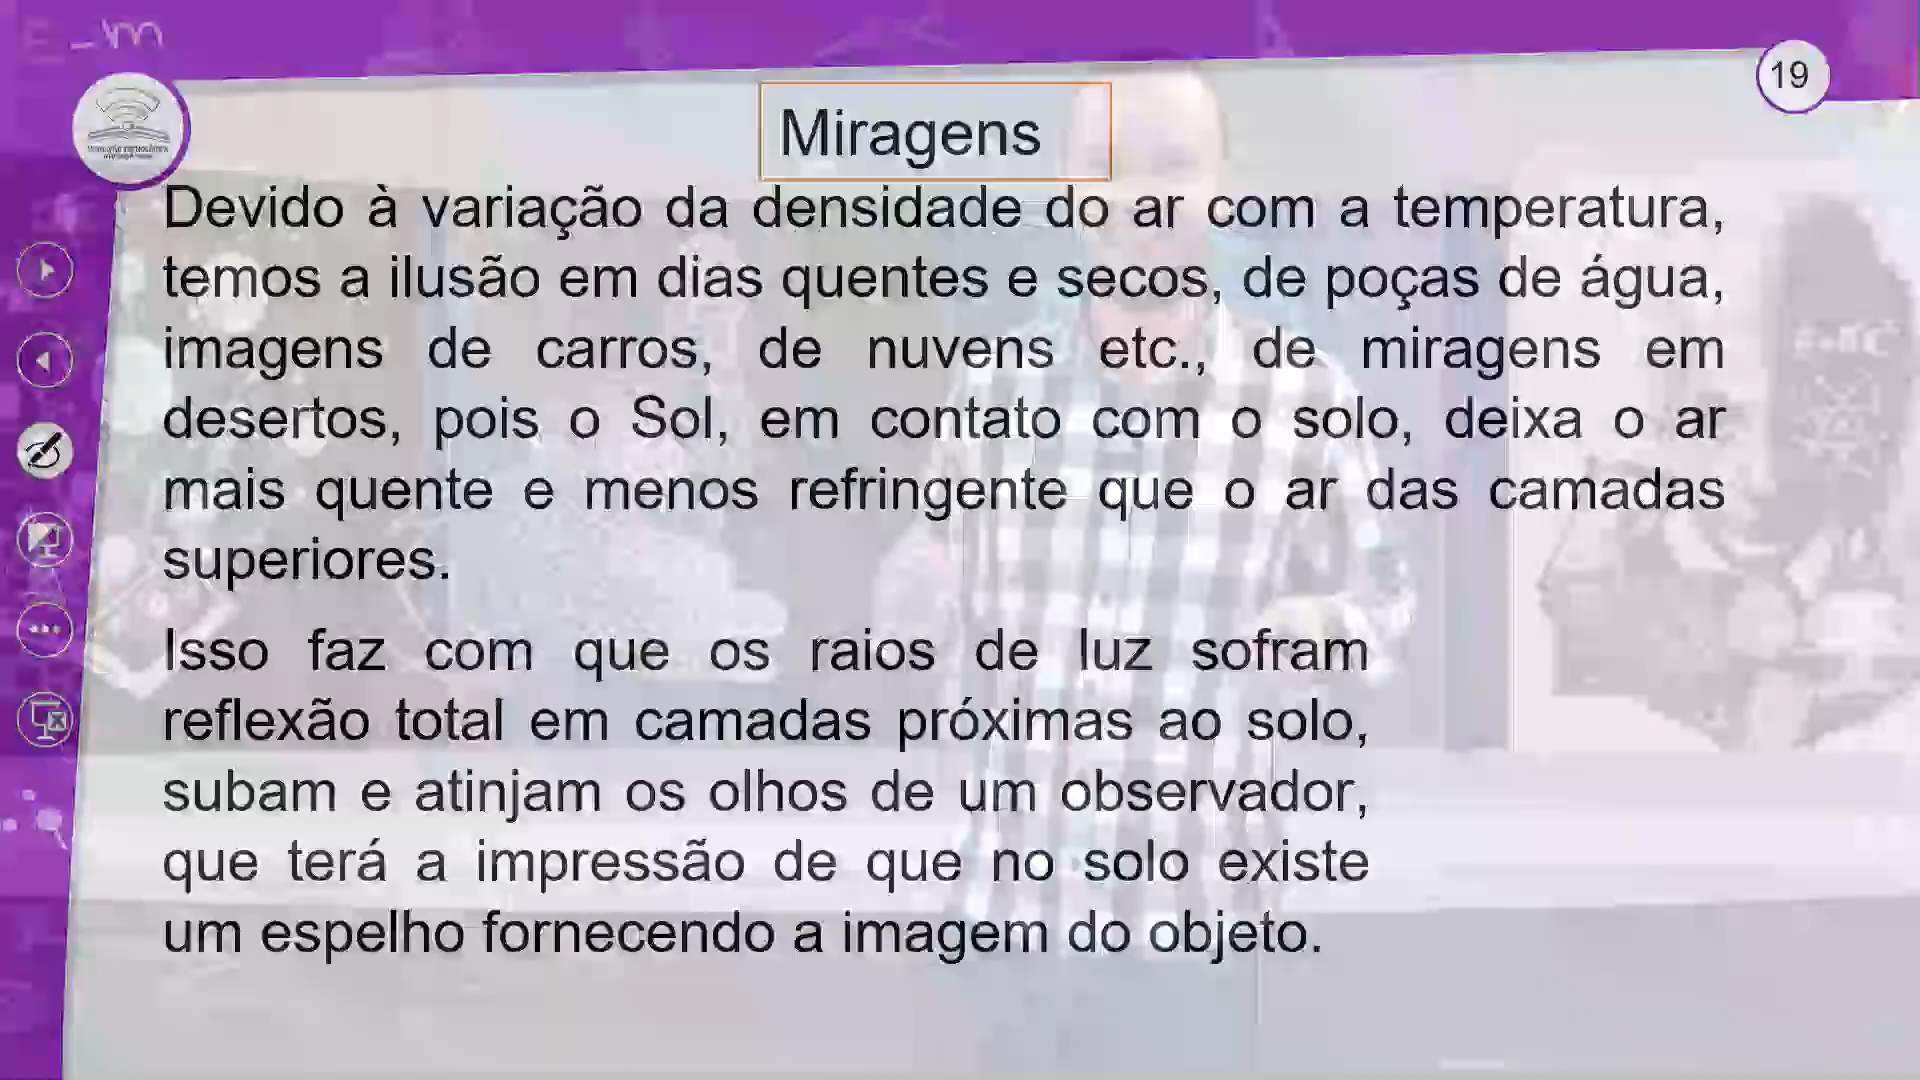 19
Miragens
Devido à variação da densidade do ar com a temperatura,
temos a ilusão em dias quentes e secos, de poças de água,
imagens de carros, de nuvens etc., de miragens em
desertos, pois o Sol, em contato com o solo, deixa o ar
mais quente e menos refringente que o ar das camadas
superiores.
Isso faz com que os raios de luz sofram
reflexão total em camadas próximas ao solo,
subam e atinjam os olhos de um observador,
que terá a impressão de que no solo existe
um espelho fornecendo a imagem do objeto.